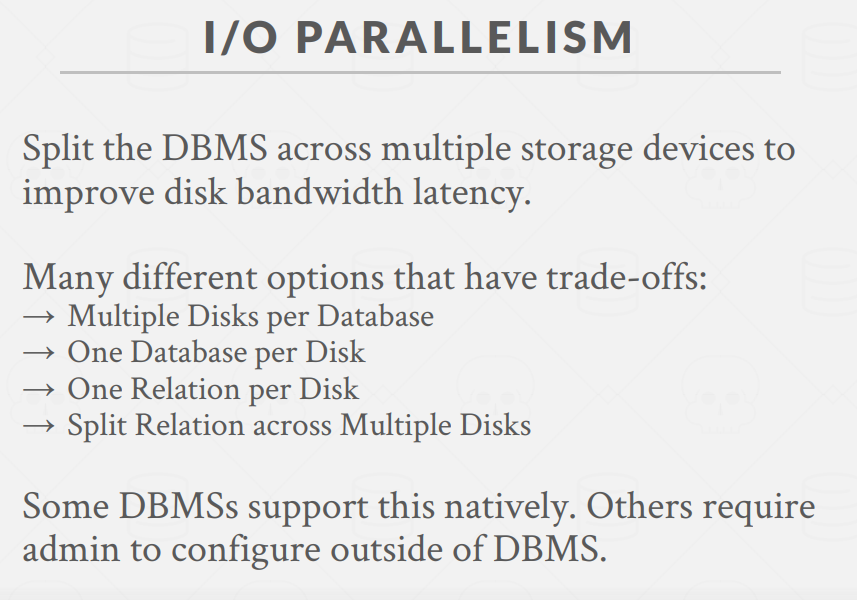 I/O PARALLELISM
Split the DBMS across multiple storage devices to
improve disk bandwidth latency.
Many different options that have trade-offs:
→ Multiple Disks per Database
→ One Database per Disk
→ One Relation per Disk
→ Split Relation across Multiple Disks
Some DBMSs support this natively. Others require
admin to configure outside of DBMS.